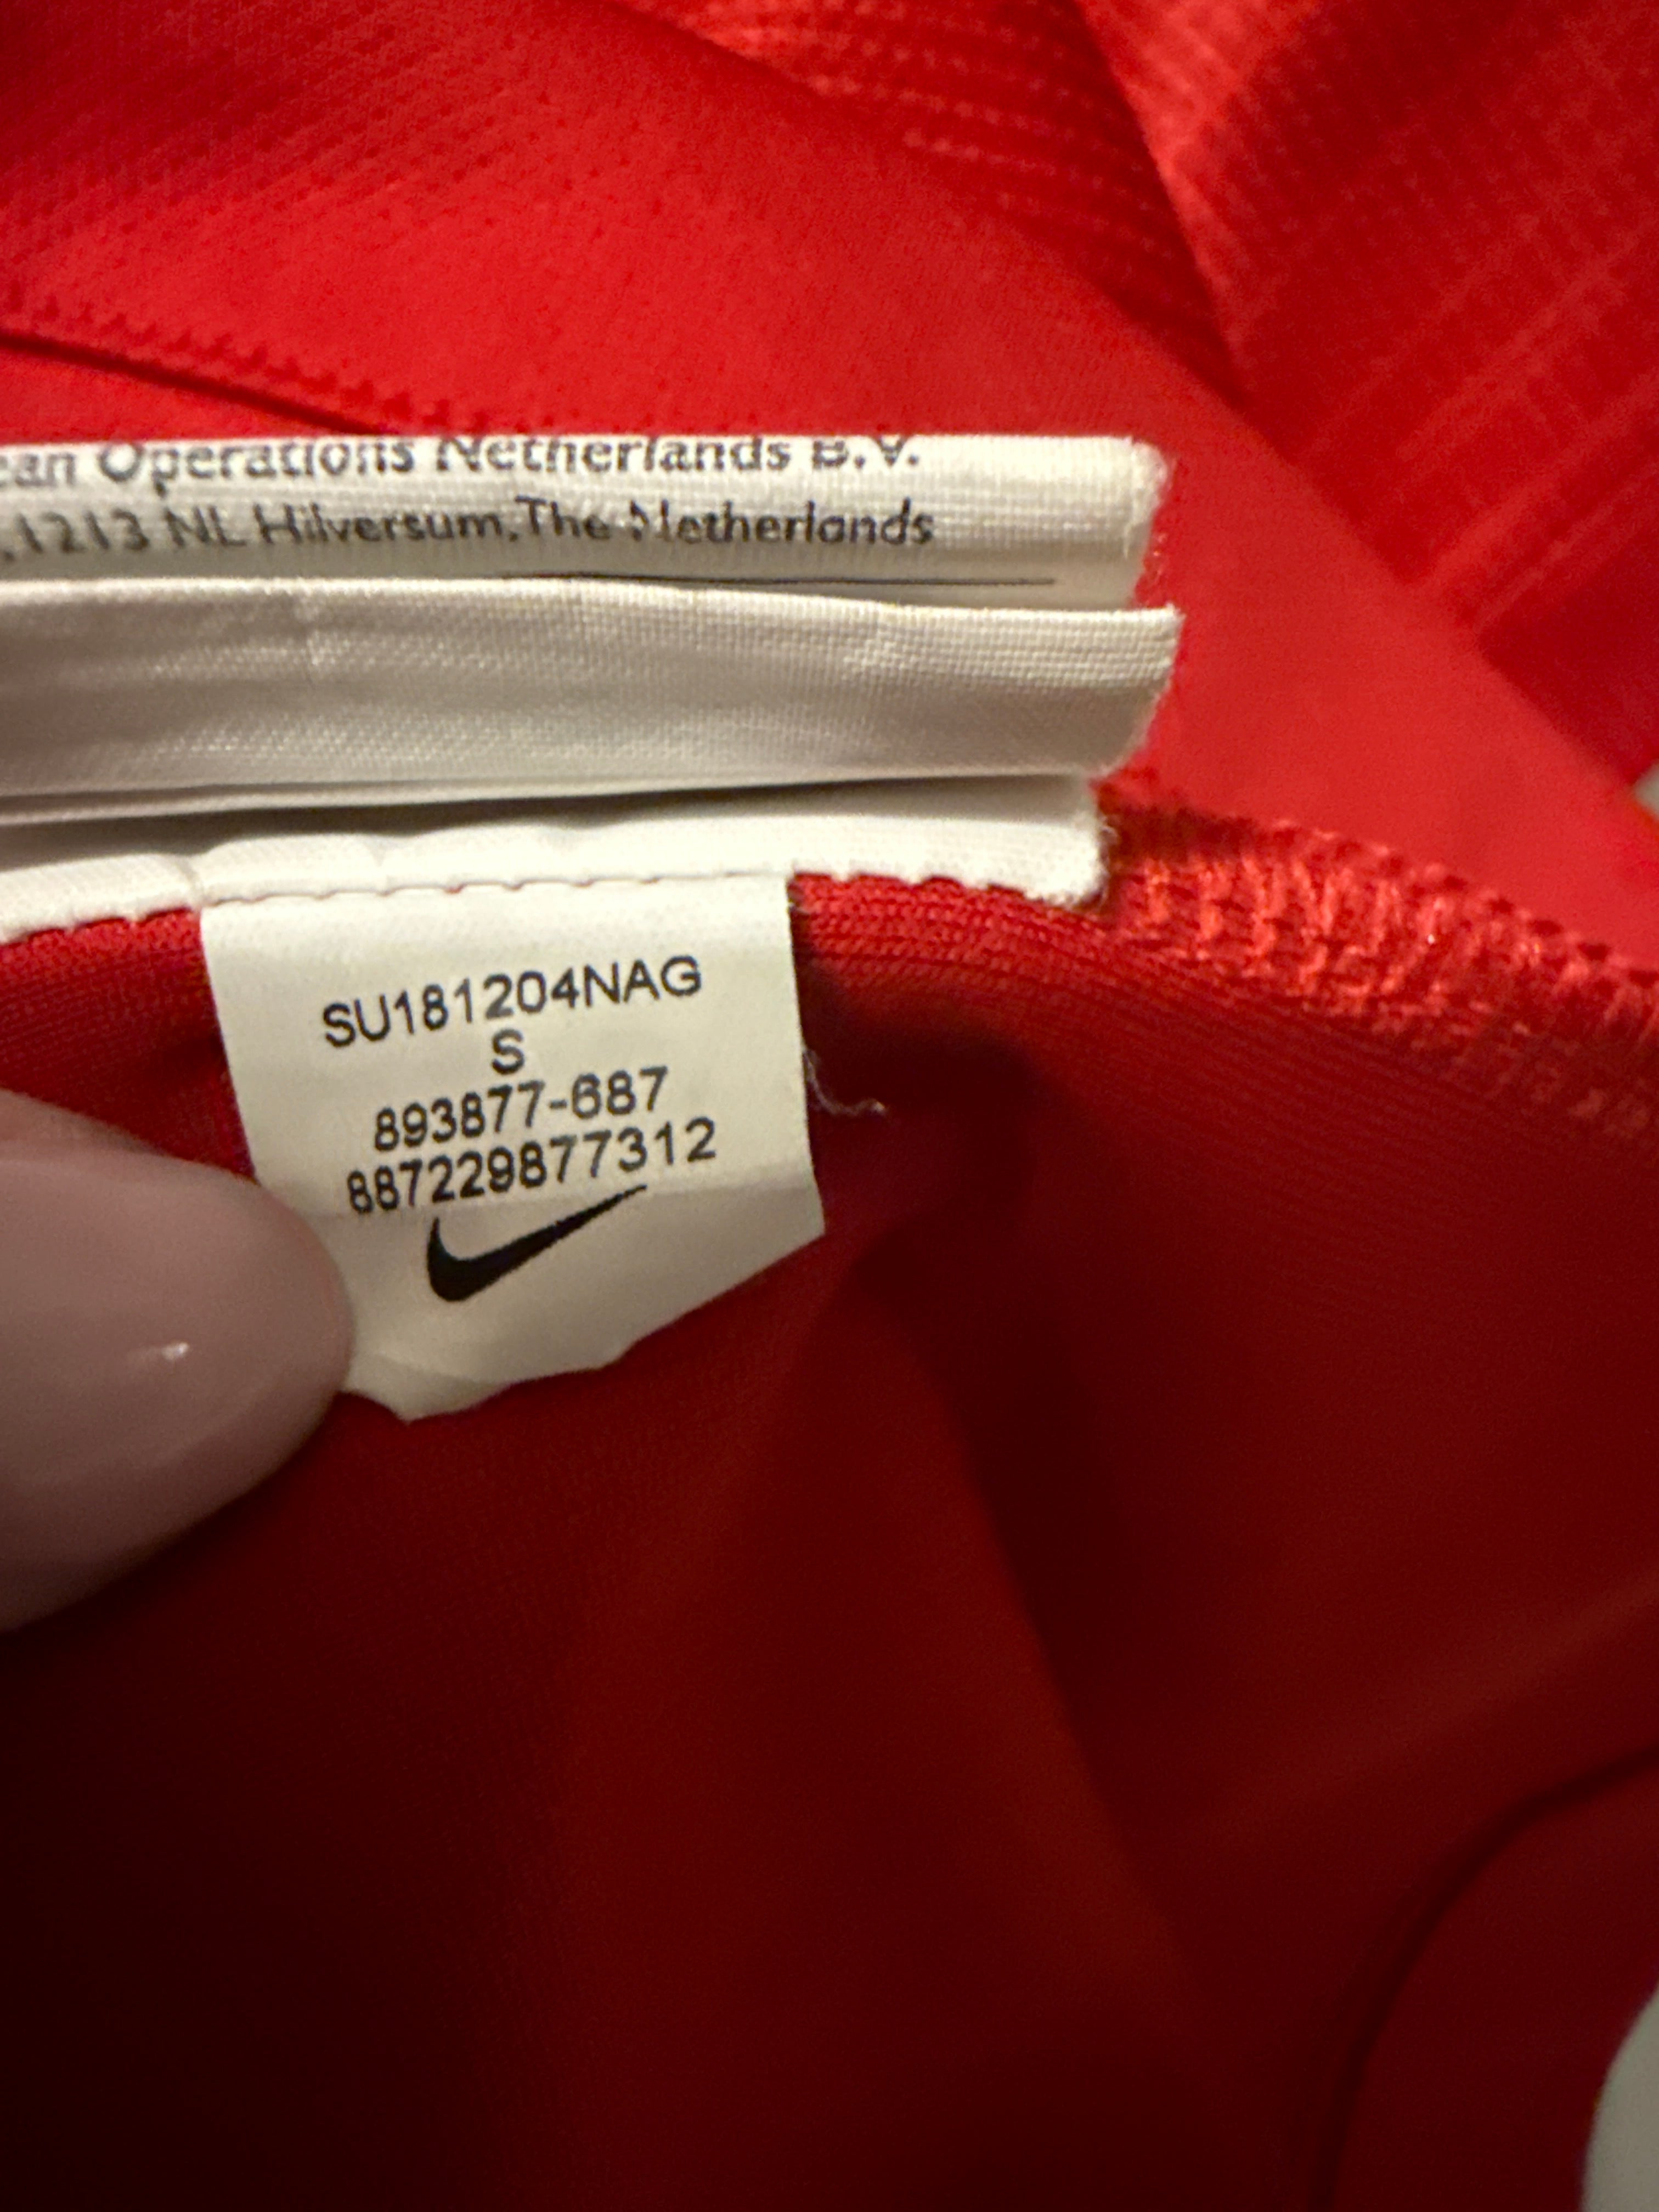 Operations Netherlands B.V.
,1213 NL Hilversum,The Netherlands
SU181204NAG
S
893877-687
887229877312